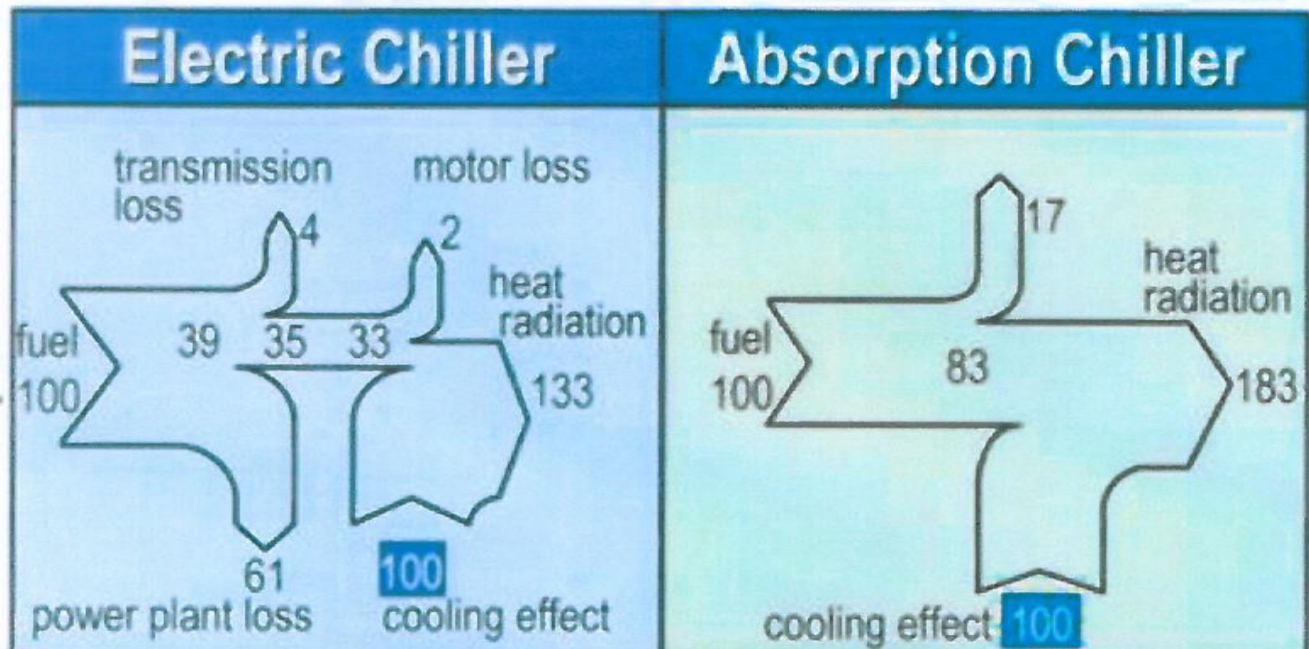 Electric Chiller
Absorption Chiller
transmission
loss
motor loss
4
2
heat
radiation
fuel
100
39
35
33
133
61
power plant loss
100
cooling effect
17
heat
radiation
fuel
100
83
183
cooling effect 100